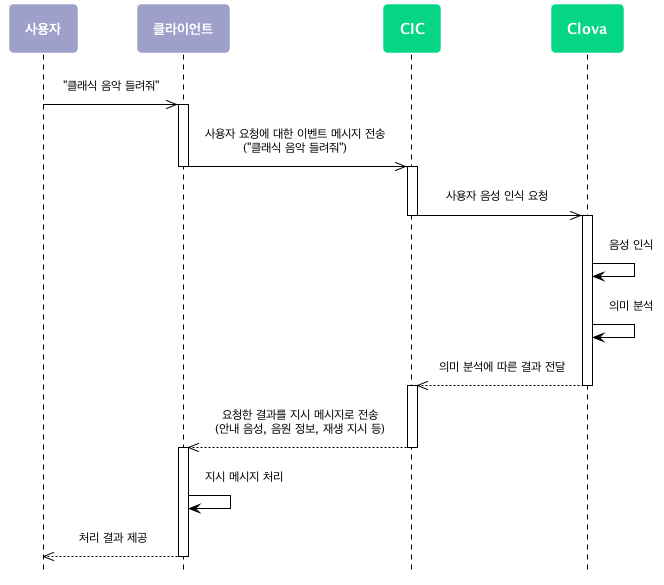 사용자
클라이언트
CIC
Clova
"클래식 음악 들려줘"
사용자 요청에 대한 이벤트 메시지 전송
("클래식 음악 들려줘")
사용자 음성 인식 요청
음성 인식
의미 분석
의미 분석에 따른 결과 전달
요청한 결과를 지시 메시지로 전송
(안내 음성, 음원 정보, 재생 지시 등)
지시 메시지 처리
처리 결과 제공